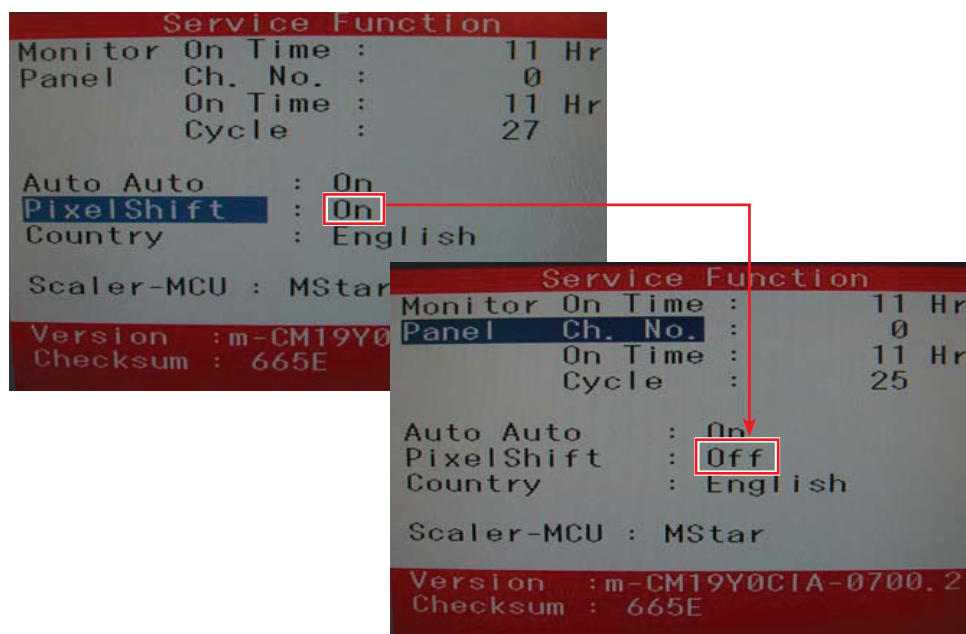 Service Function
Monitor On Time : 11 Hr
Panel Ch. No. : 0
On Time : 11 Hr
Cycle : 27
Auto Auto : On
PixelShift : On
Country : English
Scaler-MCU : MStar
Version :m-CM19Y0
Checksum : 665E
Service Function
Monitor On Time : 11 Hr
Panel Ch. No. : 0
On Time : 11 Hr
Cycle : 25
Auto Auto : On
PixelShift : Off
Country : English
Scaler-MCU : MStar
Version :m-CM19Y0CIA-0700.2
Checksum : 665E